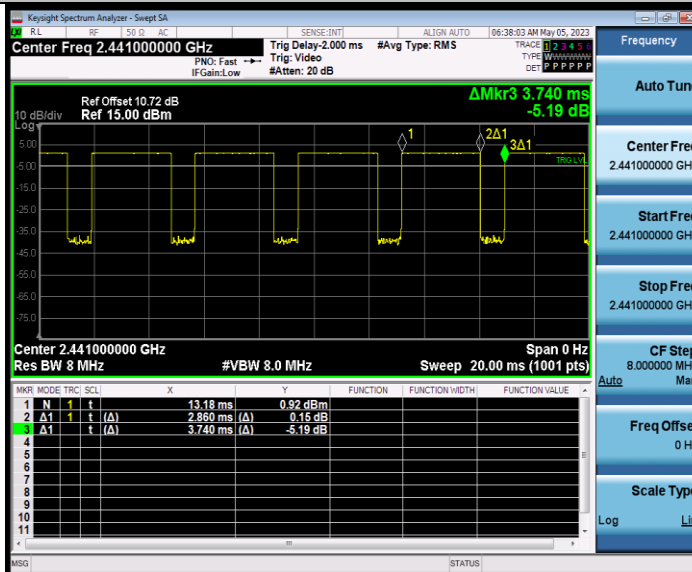 Keysight Spectrum Analyzer - Swept SA
RL RF 50 Ω AC SENSE:INT ALIGN AUTO 06:38:03 AM May 05, 2023
Center Freq 2.441000000 GHz
Trig Delay-2.000 ms #Avg Type: RMS
TRACE 1 2 3 4 5 6
PNO: Fast Trig: Video
TYPE W
IFGain:Low #Atten: 20 dB
DET P P P P P P
Frequency
ΔMkr3 3.740 ms
-5.19 dB
Ref Offset 10.72 dB
10 dB/div Ref 15.00 dBm
Log
5.00
-5.00
-15.0
-25.0
-35.0
-45.0
-55.0
-65.0
-75.0
1
2Δ1
3Δ1
TRIG LVL
Center 2.441000000 GHz Span 0 Hz
Res BW 8 MHz #VBW 8.0 MHz Sweep 20.00 ms (1001 pts)
MKR MODE TRC SCL X Y FUNCTION FUNCTION WIDTH FUNCTION VALUE
1 N 1 t 13.18 ms 0.92 dBm
2 Δ1 1 t (Δ) 2.860 ms (Δ) 0.15 dB
3 Δ1 t (Δ) 3.740 ms (Δ) -5.19 dB
4
5
6
7
8
9
10
11
MSG STATUS
Auto Tun
Center Fre
2.441000000 GH
Start Fre
2.441000000 GH
Stop Fre
2.441000000 GH
CF Step
8.000000 MH
Auto Ma
Freq Offse
0 H
Scale Type
Log Li